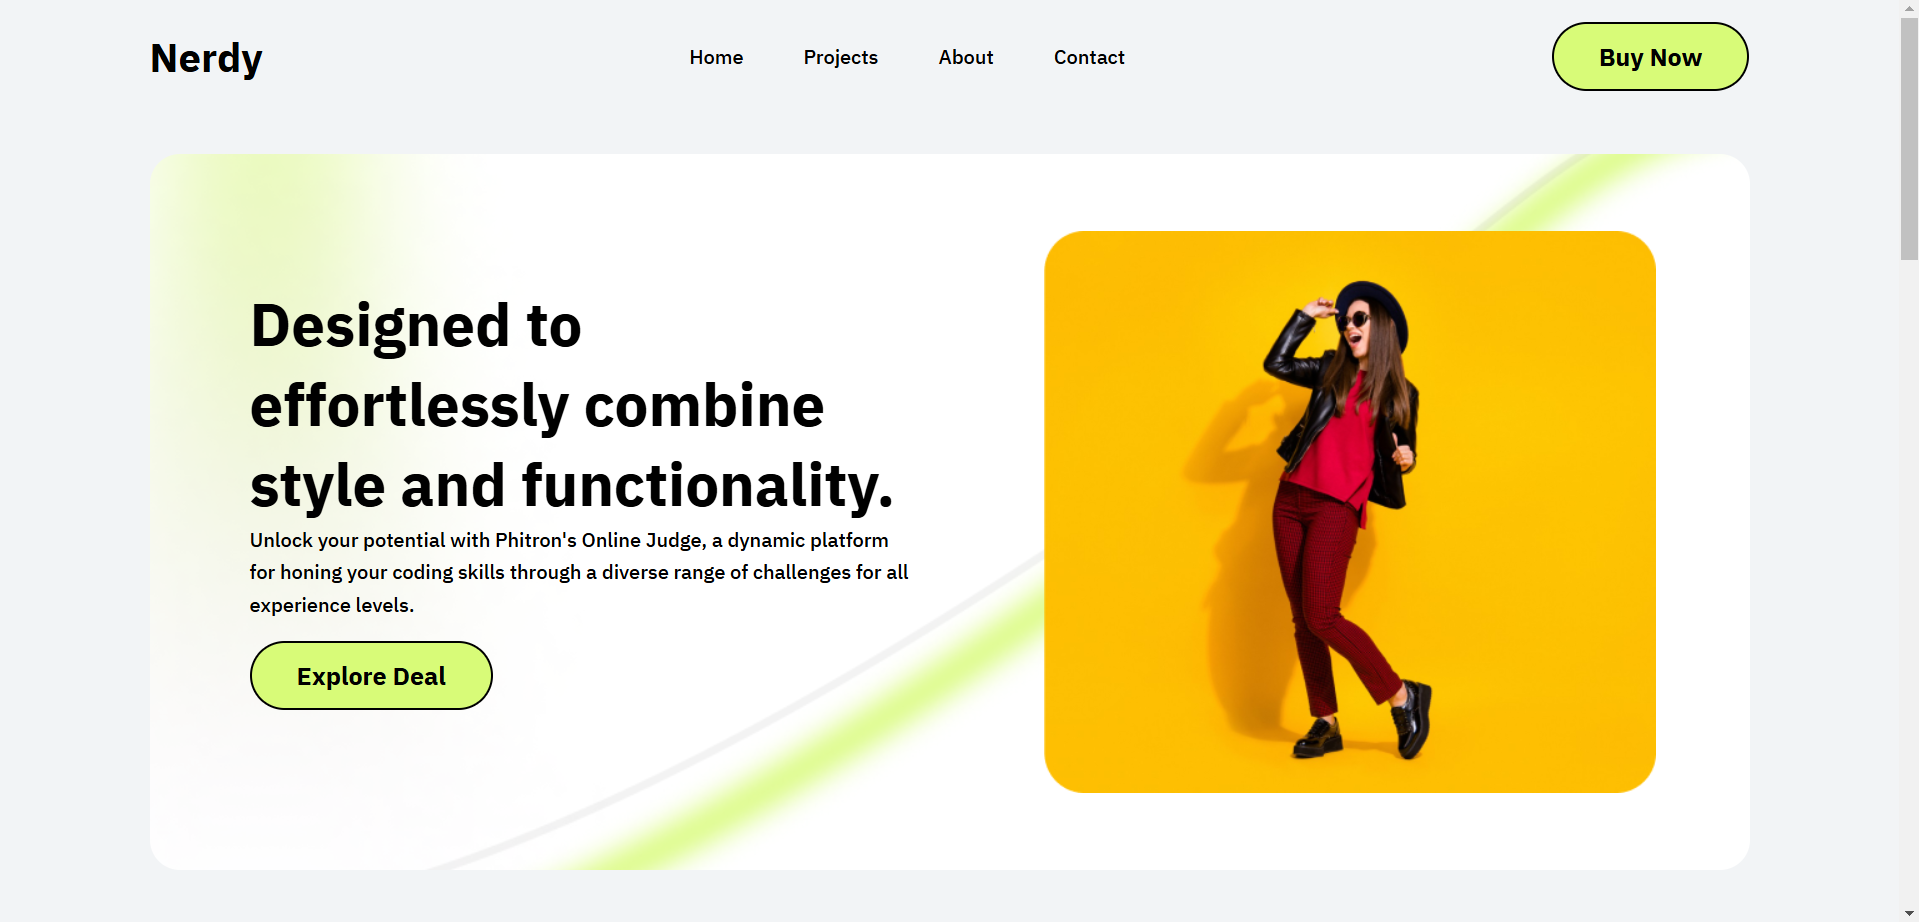 Nerdy
Home
Projects
About
Contact
Buy Now
Designed to
effortlessly combine
style and functionality.
Unlock your potential with Phitron's Online Judge, a dynamic platform
for honing your coding skills through a diverse range of challenges for all
experience levels.
Explore Deal